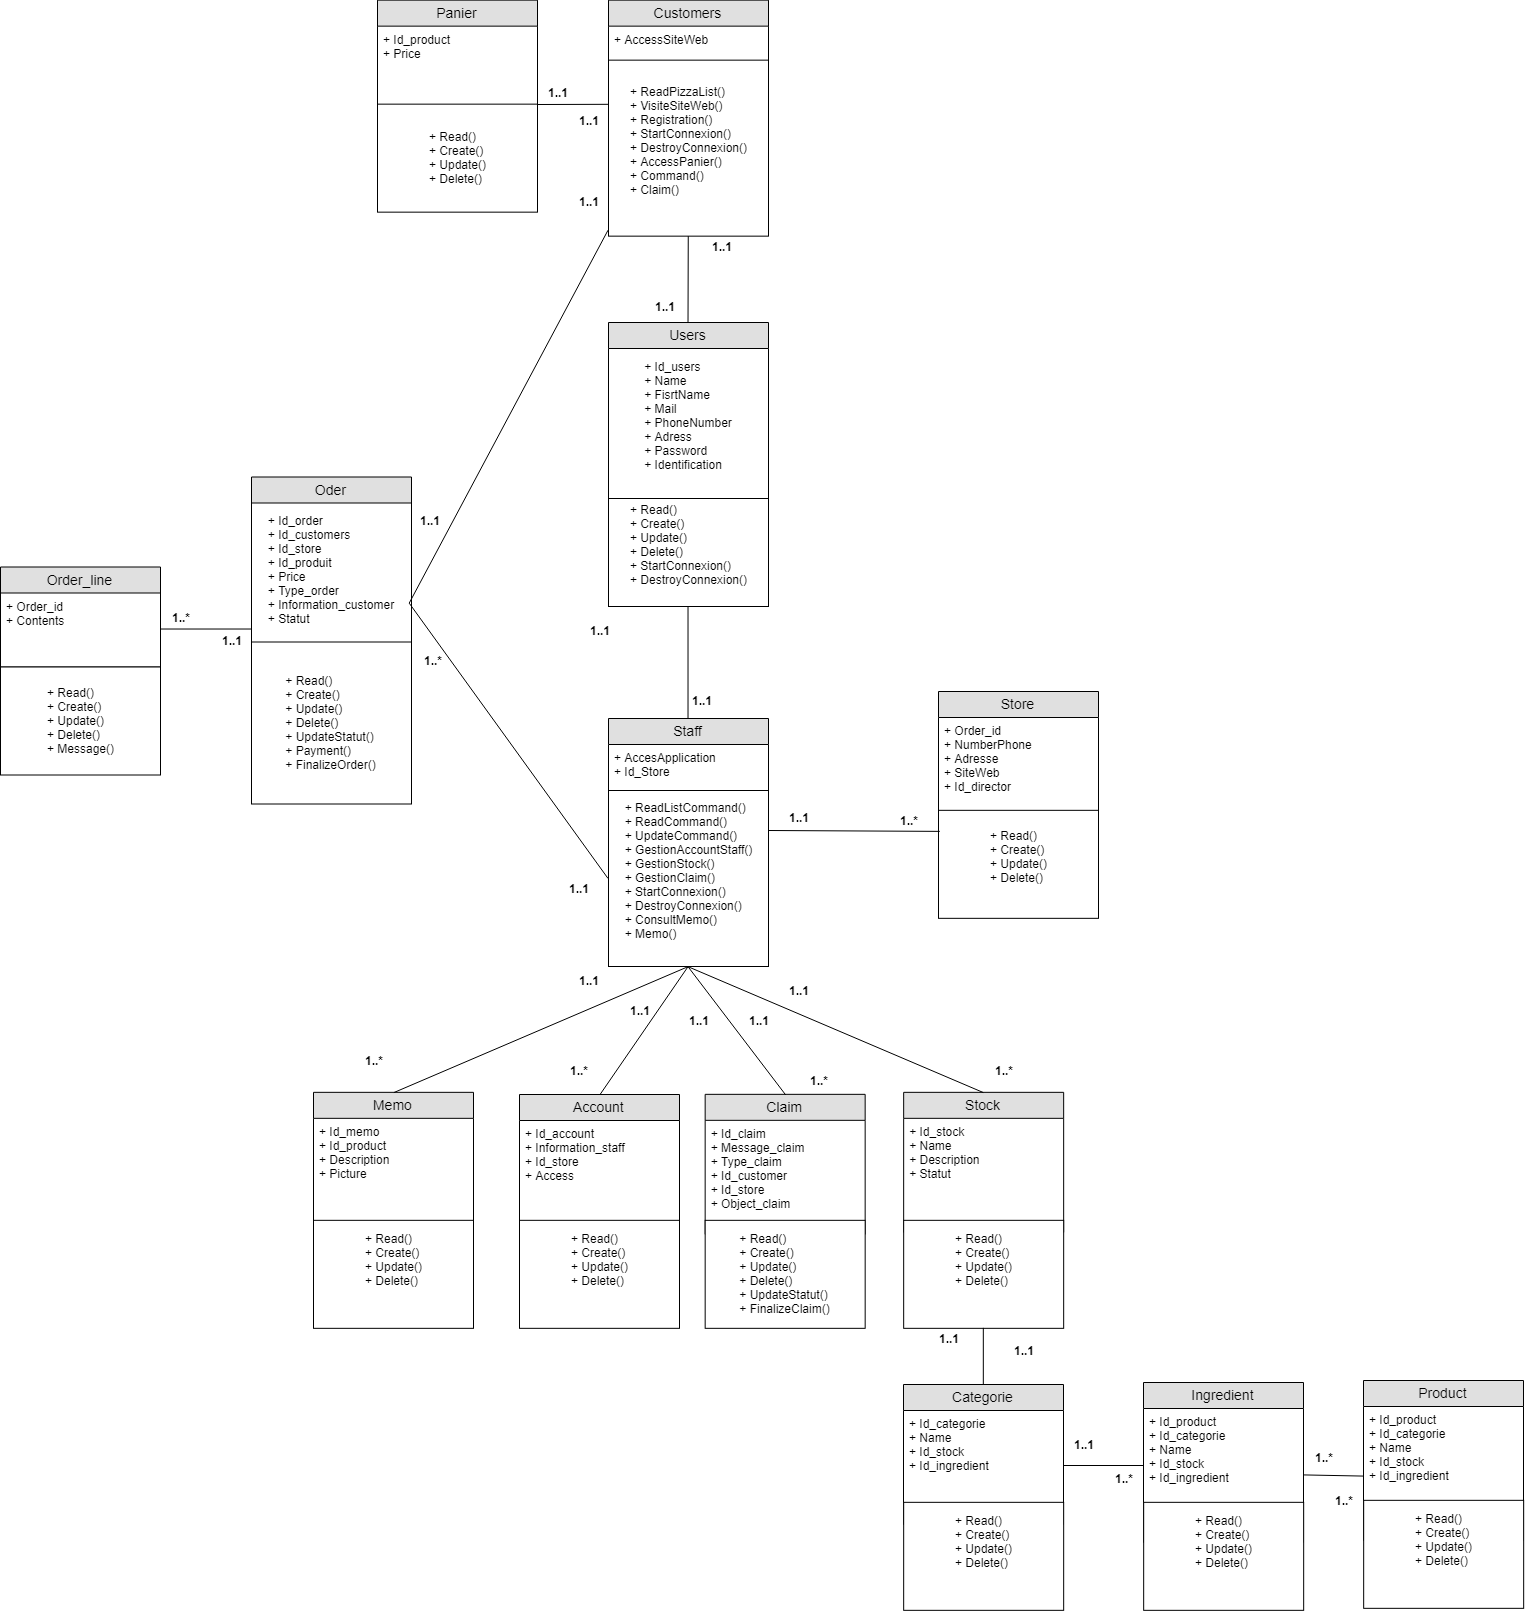 Panier
+ Id_product
+ Price
+ Read()
+ Create()
+ Update()
+ Delete()
Customers
+ AccessSiteWeb
+ ReadPizzaList()
+ VisiteSiteWeb()
+ Registration()
+ StartConnexion()
+ DestroyConnexion()
+ AccessPanier()
+ Command()
+ Claim()
1..1
1..1
1..1
1..1
1..1
Users
+ Id_users
+ Name
+ FisrtName
+ Mail
+ PhoneNumber
+ Adress
+ Password
+ Identification
+ Read()
+ Create()
+ Update()
+ Delete()
+ StartConnexion()
+ DestroyConnexion()
Oder
+ Id_order
+ Id_customers
+ Id_store
+ Id_produit
+ Price
+ Type_order
+ Information_customer
+ Statut
+ Read()
+ Create()
+ Update()
+ Delete()
+ UpdateStatut()
+ Payment()
+ FinalizeOrder()
1..1
Order_line
+ Order_id
+ Contents
+ Read()
+ Create()
+ Update()
+ Delete()
+ Message()
1..*
1..1
1..*
1..1
1..1
Staff
+ AccesApplication
+ Id_Store
+ ReadListCommand()
+ ReadCommand()
+ UpdateCommand()
+ GestionAccountStaff()
+ GestionStock()
+ GestionClaim()
+ StartConnexion()
+ DestroyConnexion()
+ ConsultMemo()
+ Memo()
1..1
1..1
1..*
Store
+ Order_id
+ NumberPhone
+ Adresse
+ SiteWeb
+ Id_director
+ Read()
+ Create()
+ Update()
+ Delete()
1..1
1..1
1..1
1..1
1..1
1..*
1..*
1..*
1..*
Memo
+ Id_memo
+ Id_product
+ Description
+ Picture
+ Read()
+ Create()
+ Update()
+ Delete()
Account
+ Id_account
+ Information_staff
+ Id_store
+ Access
+ Read()
+ Create()
+ Update()
+ Delete()
Claim
+ Id_claim
+ Message_claim
+ Type_claim
+ Id_customer
+ Id_store
+ Object_claim
+ Read()
+ Create()
+ Update()
+ Delete()
+ UpdateStatut()
+ FinalizeClaim()
Stock
+ Id_stock
+ Name
+ Description
+ Statut
+ Read()
+ Create()
+ Update()
+ Delete()
1..1
1..1
Categorie
+ Id_categorie
+ Name
+ Id_stock
+ Id_ingredient
+ Read()
+ Create()
+ Update()
+ Delete()
1..1
1..*
Ingredient
+ Id_product
+ Id_categorie
+ Name
+ Id_stock
+ Id_ingredient
+ Read()
+ Create()
+ Update()
+ Delete()
1..*
1..*
Product
+ Id_product
+ Id_categorie
+ Name
+ Id_stock
+ Id_ingredient
+ Read()
+ Create()
+ Update()
+ Delete()